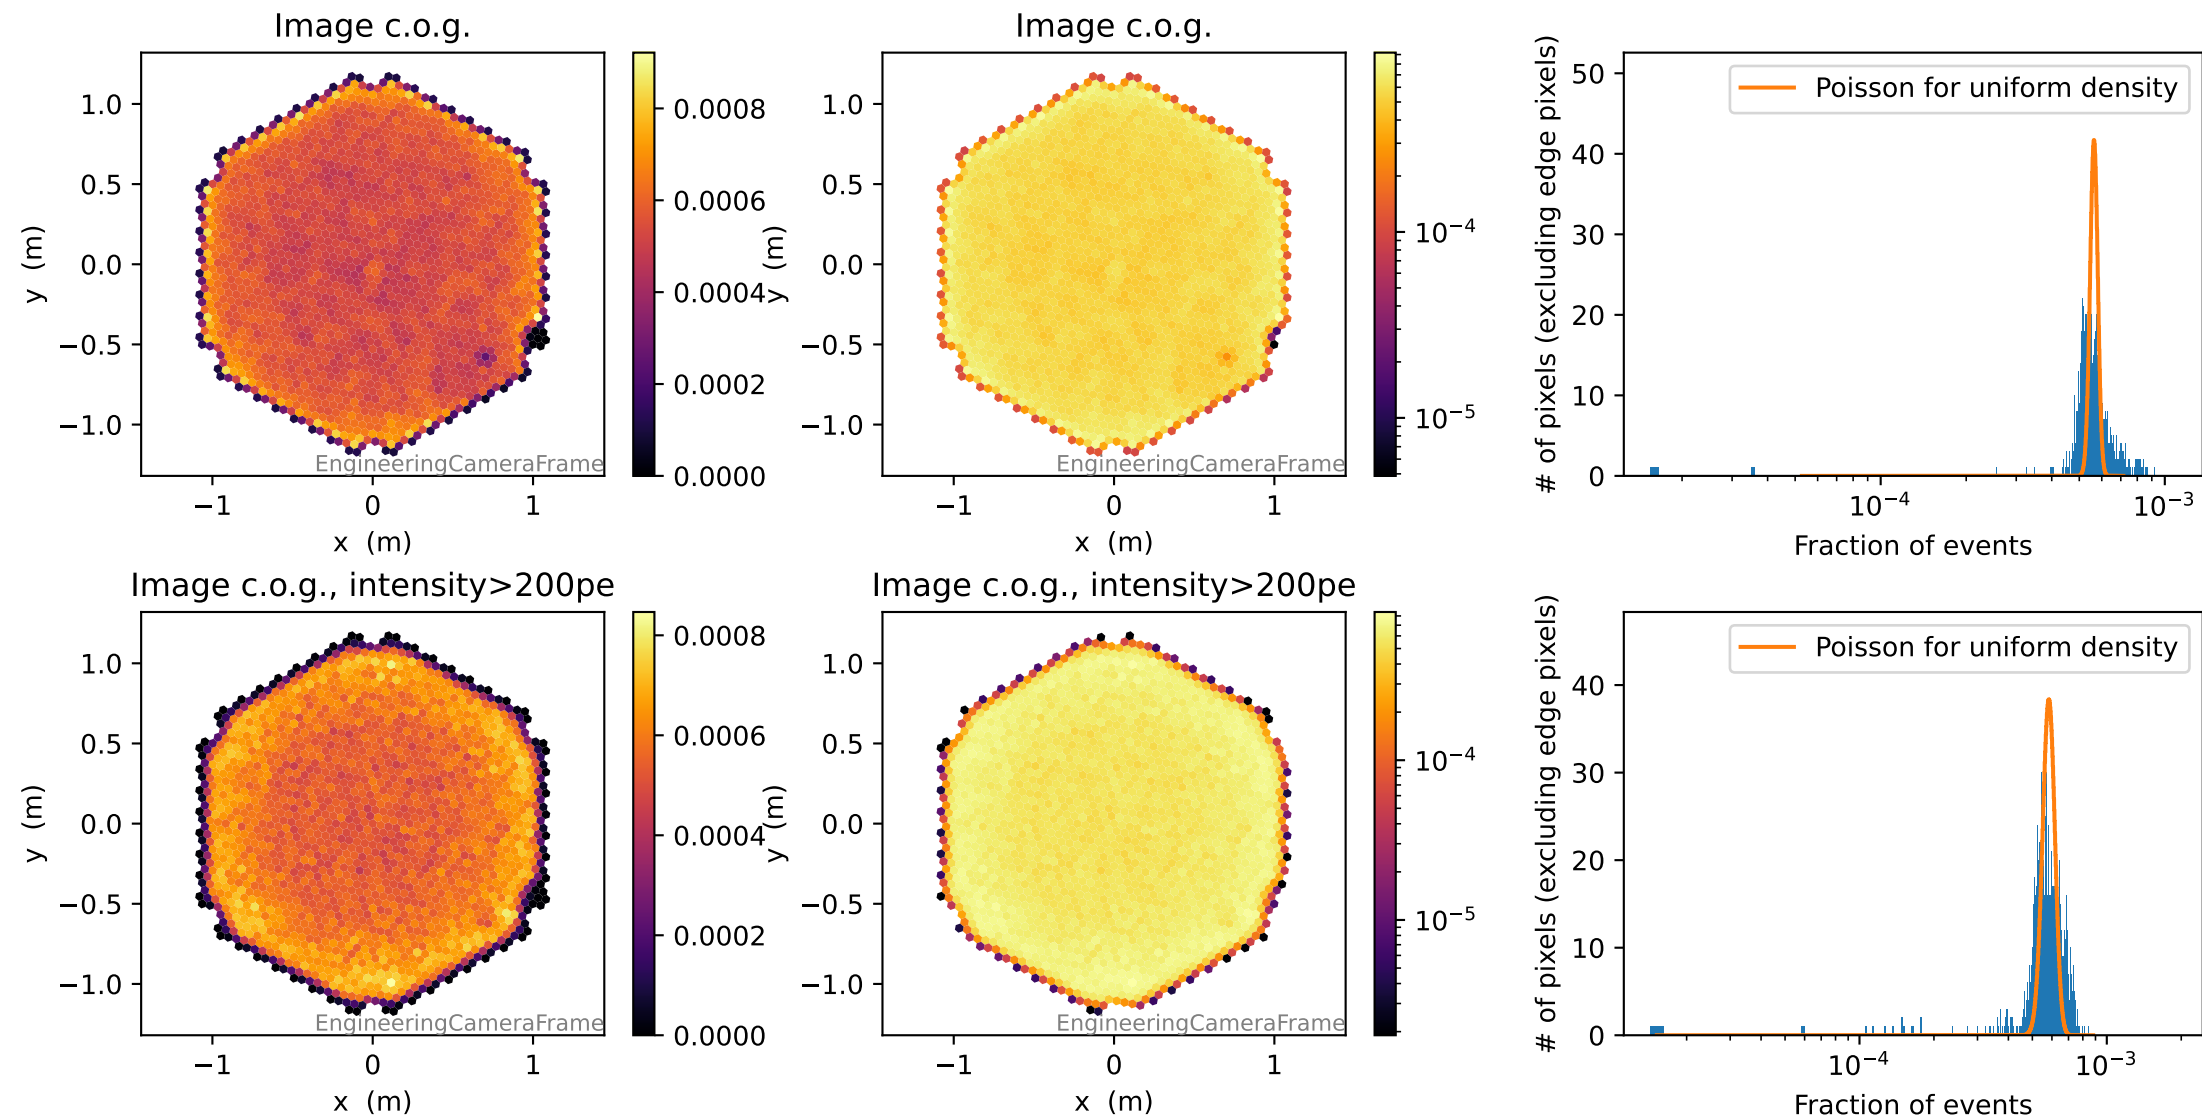 Image c.o.g.
1.0
0.5
0.0
−0.5
−1.0
y (m)
−1
0
1
x (m)
EngineeringCameraFrame
0.0008
0.0006
0.0004
0.0002
0.0000
Image c.o.g.
1.0
0.5
0.0
−0.5
−1.0
y (m)
−1
0
1
x (m)
EngineeringCameraFrame
10⁻⁴
10⁻⁵
# of pixels (excluding edge pixels)
50
40
30
20
10
0
Poisson for uniform density
10⁻⁴
10⁻³
Fraction of events
Image c.o.g., intensity>200pe
1.0
0.5
0.0
−0.5
−1.0
y (m)
−1
0
1
x (m)
EngineeringCameraFrame
0.0008
0.0006
0.0004
0.0002
0.0000
Image c.o.g., intensity>200pe
1.0
0.5
0.0
−0.5
−1.0
y (m)
−1
0
1
x (m)
EngineeringCameraFrame
10⁻⁴
10⁻⁵
# of pixels (excluding edge pixels)
40
30
20
10
0
Poisson for uniform density
10⁻⁴
10⁻³
Fraction of events